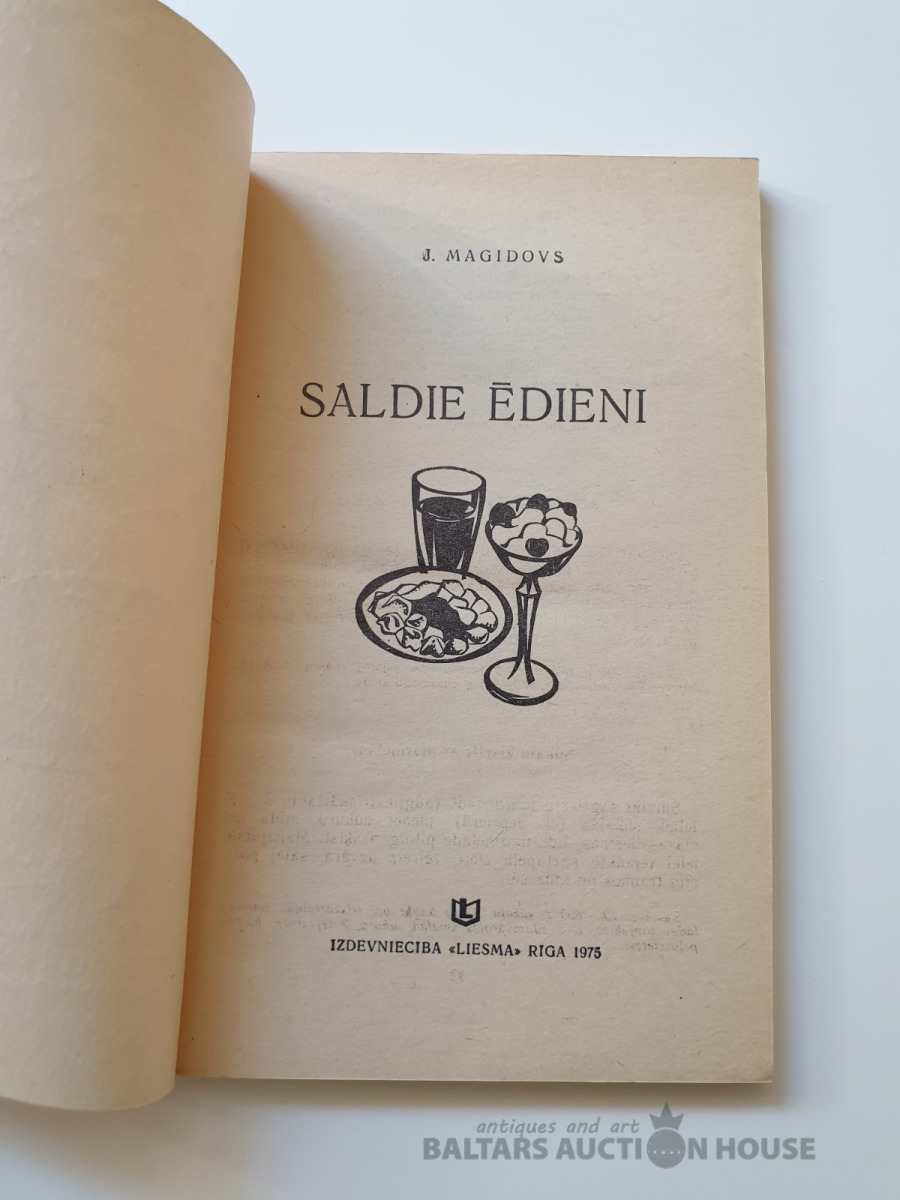 J. MAGIDOVS
SALDIE ĒDIENI
IZDEVNIECIBA «LIESMA» RIGA 1975
antiques and art
BALTARS AUCTION HOUSE